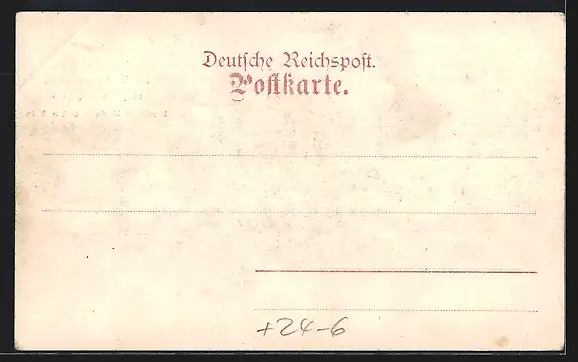 Deutsche Reichspost.
Postkarte.
+24-6